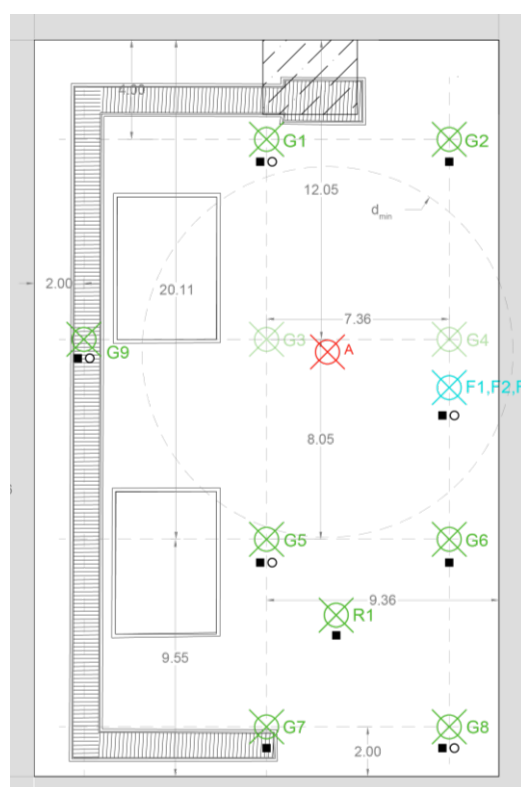 4.00
G1
G2
12.05
dmin
2.00
20.11
7.36
G9
G3
G4
A
F1,F2,F
8.05
G5
G6
9.36
R1
9.55
G7
2.00
G8